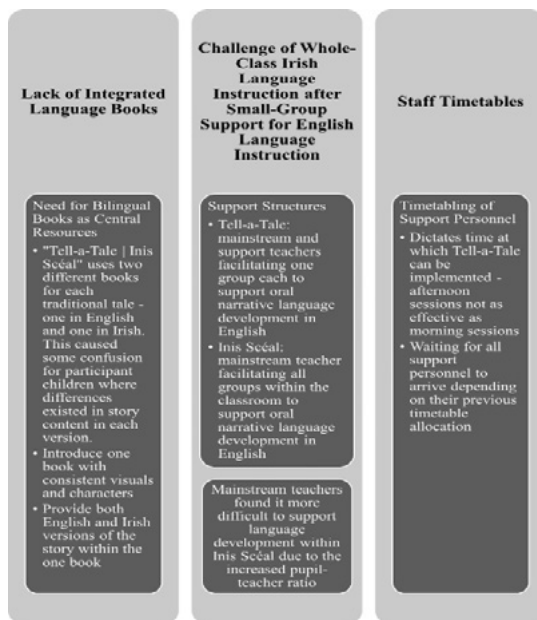 Lack of Integrated
Language Books
Need for Bilingual
Books as Central
Resources
• "Tell-a-Tale | Inis
Scéal" uses two
different books for
each traditional tale -
one in English
and one in Irish.
This caused
some confusion
for participant
children where
differences
existed in story
content in each
version.
• Introduce one
book with
consistent visuals
and characters
• Provide both
English and Irish
versions of the
story within the
one book
Challenge of Whole-
Class Irish
Language
Instruction after
Small-Group
Support for English
Language
Instruction
Support Structures
• Tell-a-Tale:
mainstream and
support teachers
facilitating one
group each to
support oral
narrative language
development in
English
• Inis Scéal:
mainstream teacher
facilitating all
groups within the
classroom to
support oral
narrative language
development in
English
Mainstream teachers
found it more
difficult to support
language
development within
Inis Scéal due to the
increased pupil-
teacher ratio
Staff Timetables
Timetabling of
Support Personnel
• Dictates time at
which Tell-a-Tale
can be
implemented -
afternoon
sessions not as
effective as
morning sessions
• Waiting for all
support
personnel to
arrive depending
on their previous
timetable
allocation